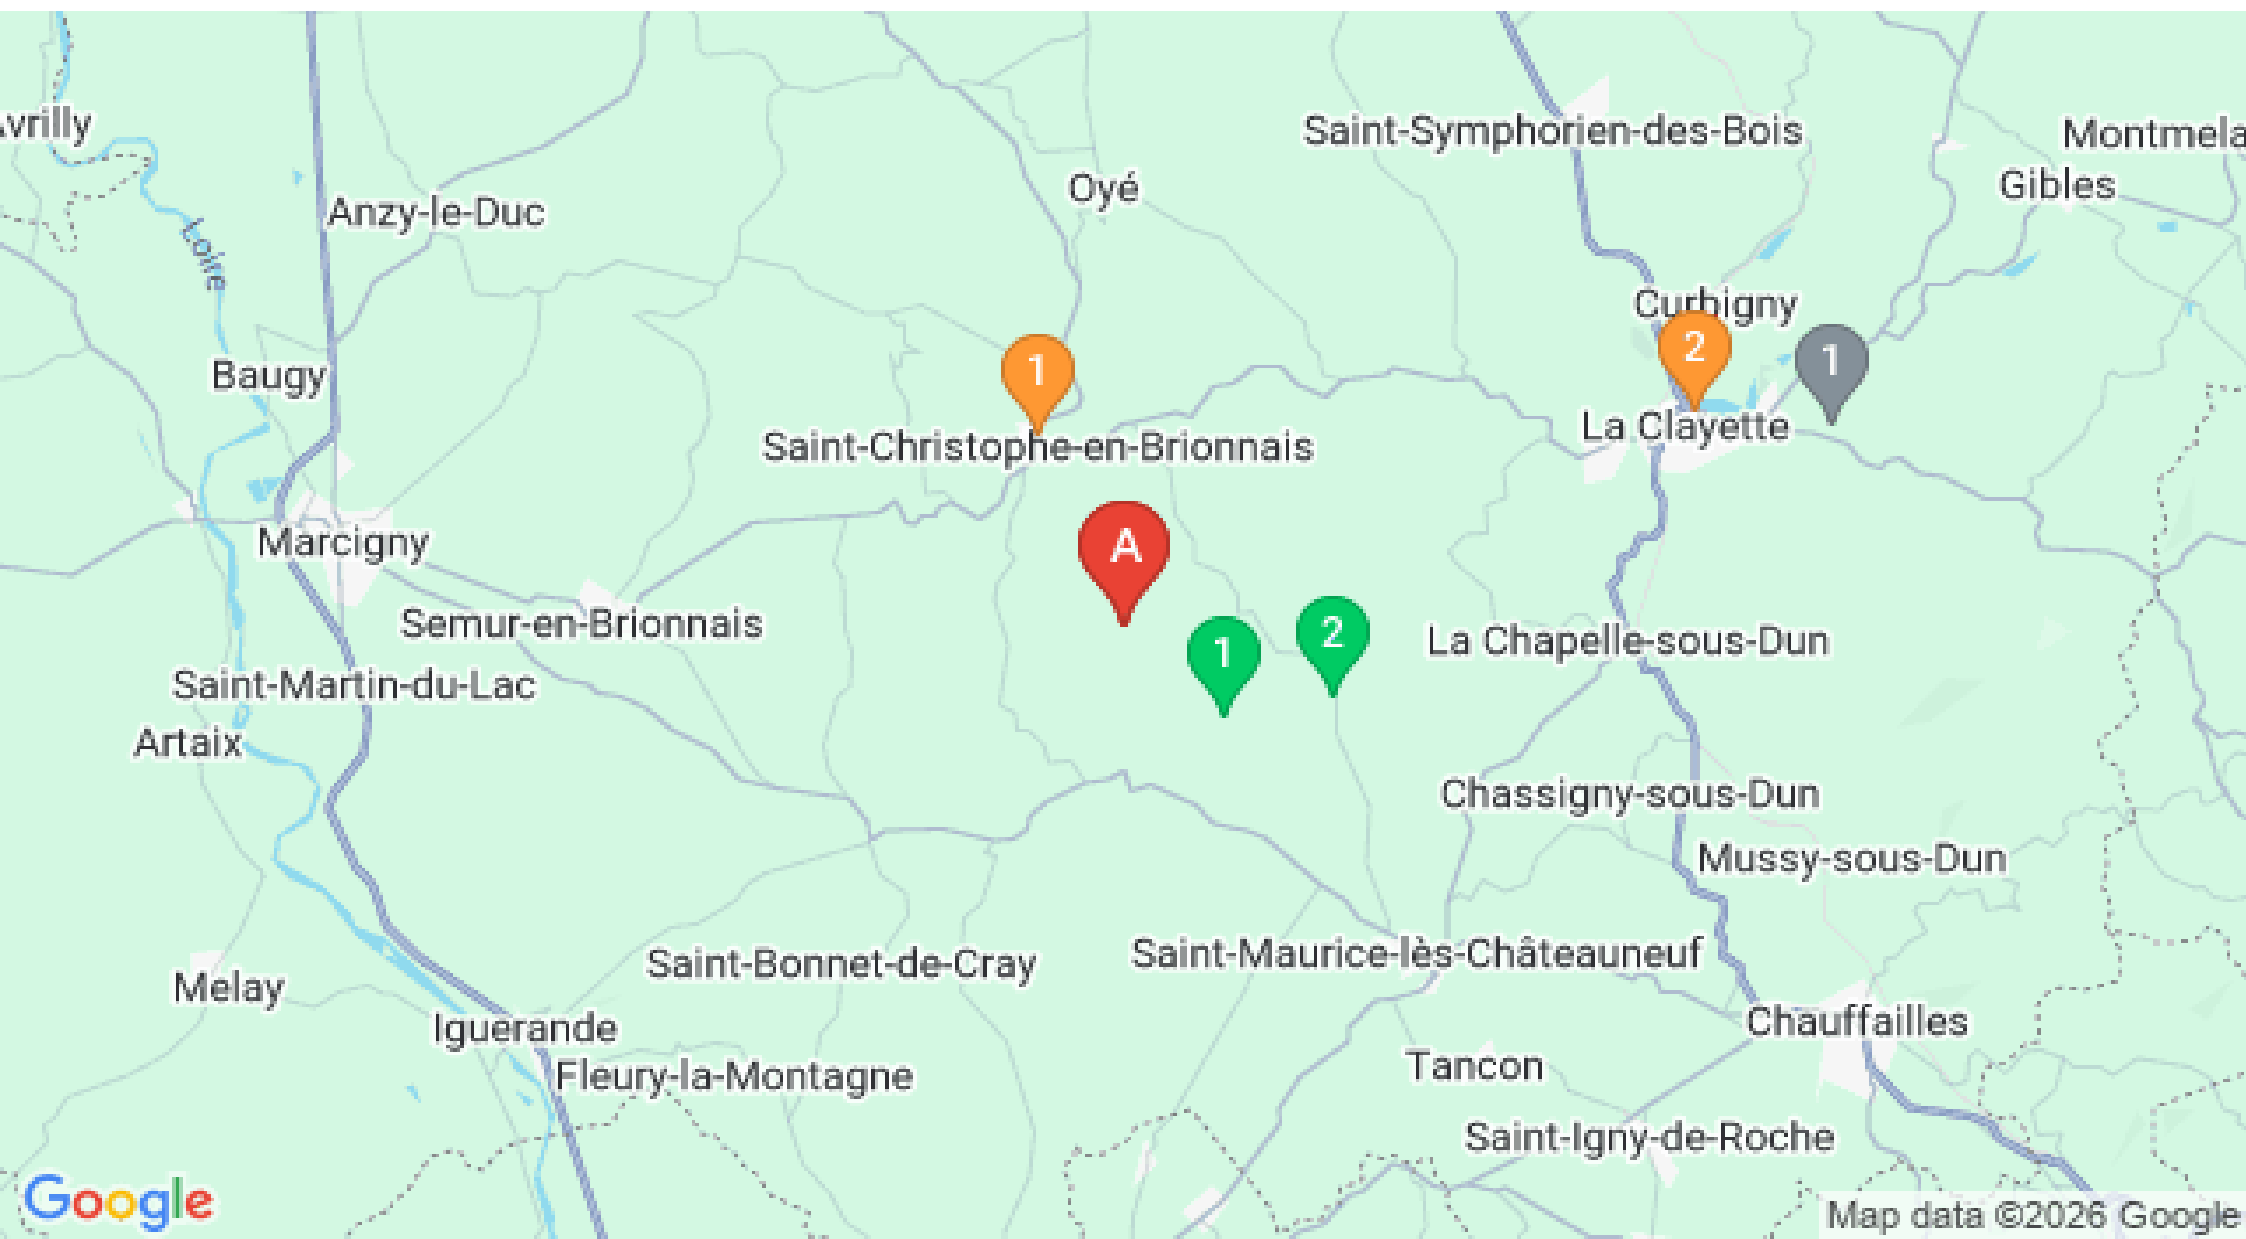 Saint-Symphorien-des-Bois
Montmela
Gibles
Oyé
Anzy-le-Duc
Loire
Curbigny
Baugy
1
2
1
Saint-Christophe-en-Brionnais
La Clayette
Marcigny
A
Semur-en-Brionnais
1
2
La Chapelle-sous-Dun
Saint-Martin-du-Lac
Artaix
Chassigny-sous-Dun
Mussy-sous-Dun
Saint-Bonnet-de-Cray
Saint-Maurice-lès-Châteauneuf
Melay
Iguerande
Chauffailles
Fleury-la-Montagne
Tancon
Saint-Igny-de-Roche
Google
Map data ©2026 Google